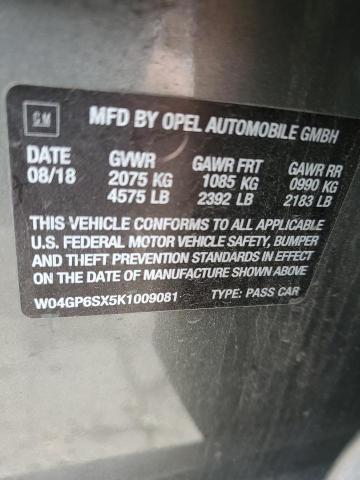 GM
MFD BY OPEL AUTOMOBILE GMBH
DATE GVWR GAWR FRT GAWR RR
08/18 2075 KG 1085 KG 0990 KG
4575 LB 2392 LB 2183 LB
THIS VEHICLE CONFORMS TO ALL APPLICABLE
U.S. FEDERAL MOTOR VEHICLE SAFETY, BUMPER
AND THEFT PREVENTION STANDARDS IN EFFECT
ON THE DATE OF MANUFACTURE SHOWN ABOVE
W04GP6SX5K1009081 TYPE: PASS CAR